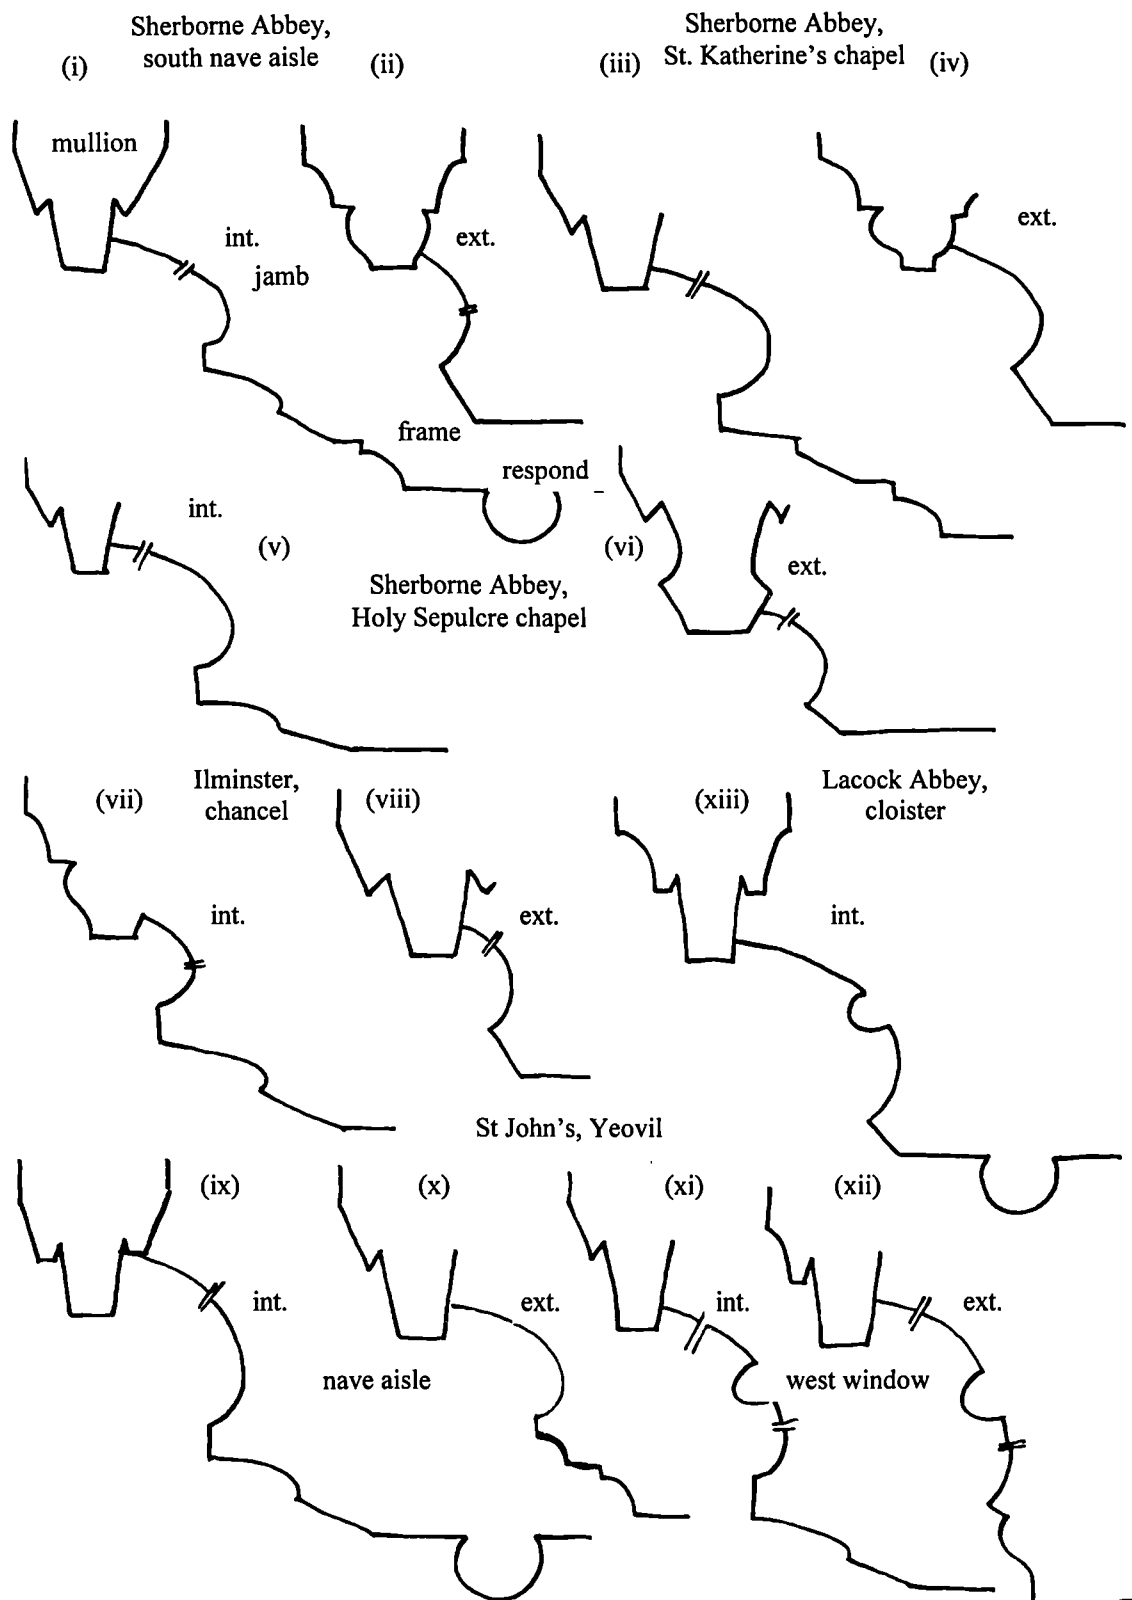 Sherborne Abbey,
south nave aisle
(i)
(ii)
Sherborne Abbey,
St. Katherine's chapel
(iii)
(iv)
mullion
int.
jamb
ext.
ext.
frame
respond
int.
(v)
Sherborne Abbey,
Holy Sepulcre chapel
(vi)
ext.
(vii)
Ilminster,
chancel
(viii)
(xiii)
Lacock Abbey,
cloister
int.
ext.
int.
St John's, Yeovil
(ix)
(x)
(xi)
(xii)
int.
ext.
int.
ext.
nave aisle
west window